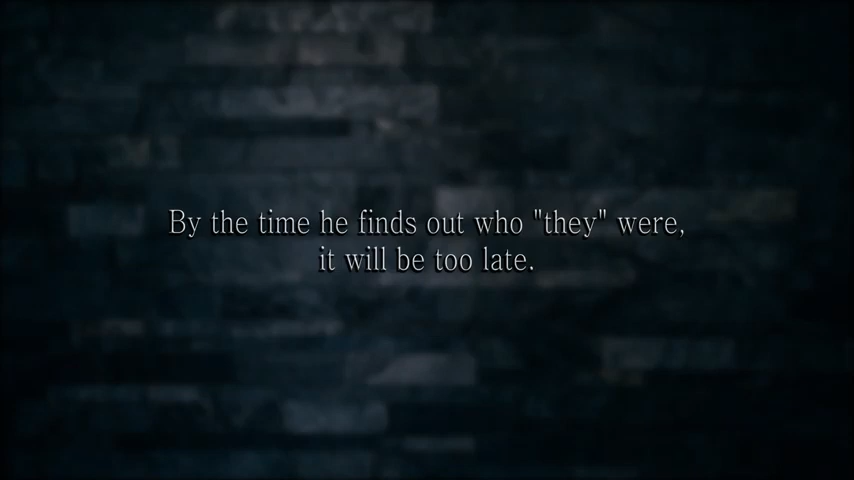 By the time he finds out who "they" were,
it will be too late.